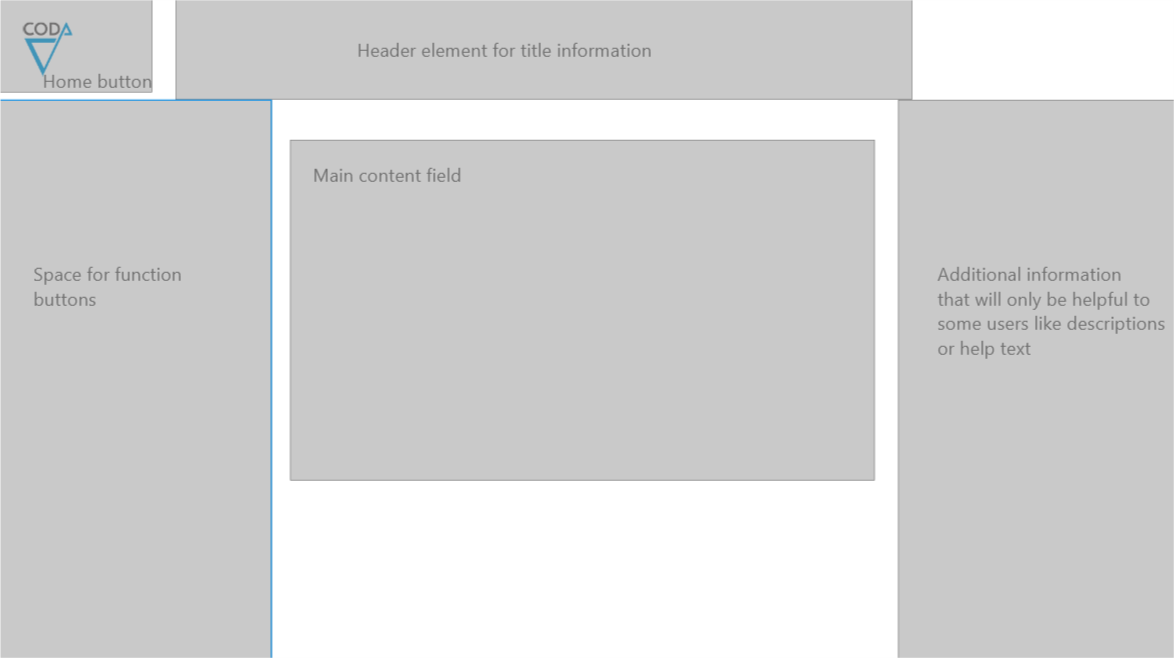 CODA
Home button
Header element for title information
Main content field
Space for function
buttons
Additional information
that will only be helpful to
some users like descriptions
or help text